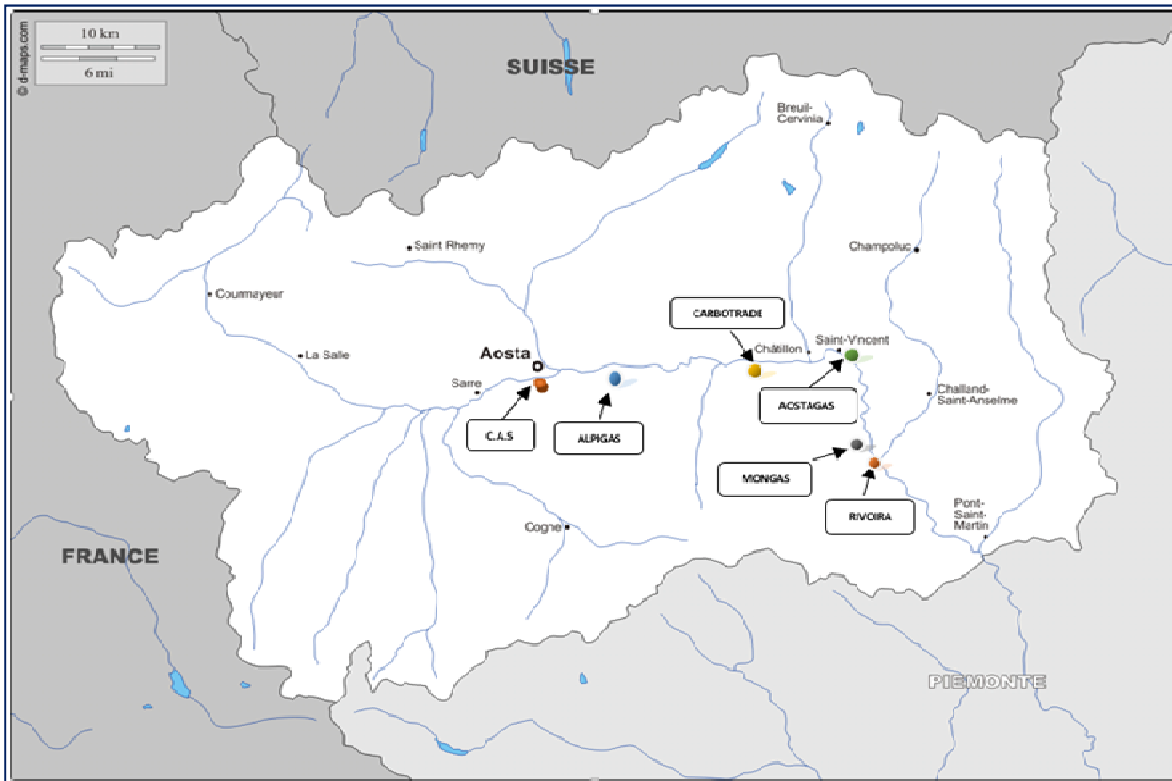 10 km
6 mi
© d-maps.com
SUISSE
Breuil-
Cervinia
Saint Rhemy
Champoluc
Courmayeur
CARBOTRADE
Aosta
La Salle
Châtillon
Saint-Vincent
Sarre
Challand-
Saint-Anselme
AOSTAGAS
C.A.S
ALPIGAS
MONGAS
RIVOIRA
Pont-
Saint-
Martin
Cogne
FRANCE
PIEMONTE